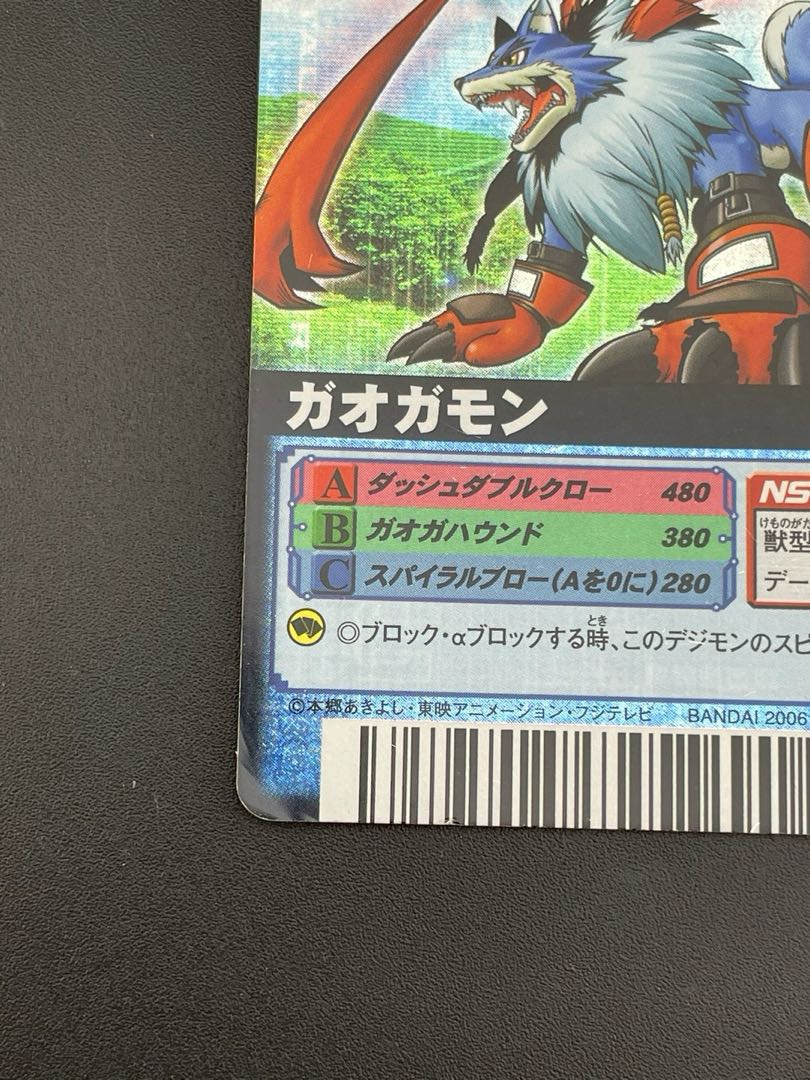 ガオガモン
A ダッシュダブルクロー 480
B ガオガハウンド 380
C スパイラルブロー(Aを0に) 280
NS
けものがた
獣型
デー
◎ブロック・αブロックする時、このデジモンのスピ
とき
©本郷あきよし・東映アニメーション・フジテレビ BANDAI 2006